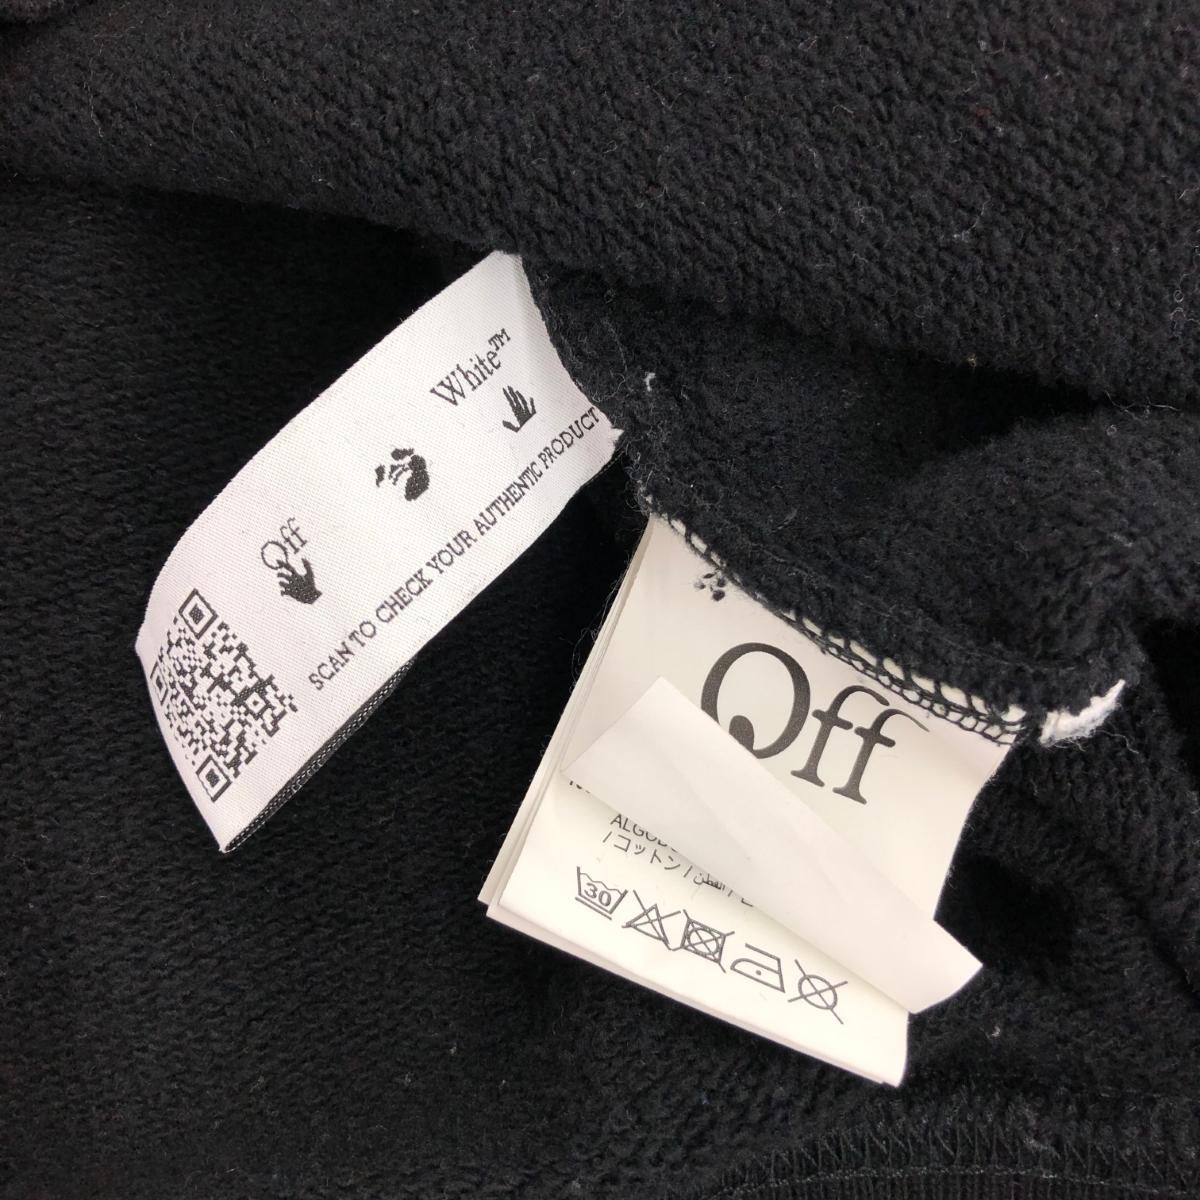 White™
Off
SCAN TO CHECK YOUR AUTHENTIC PRODUCT
Off
/コットン/
30